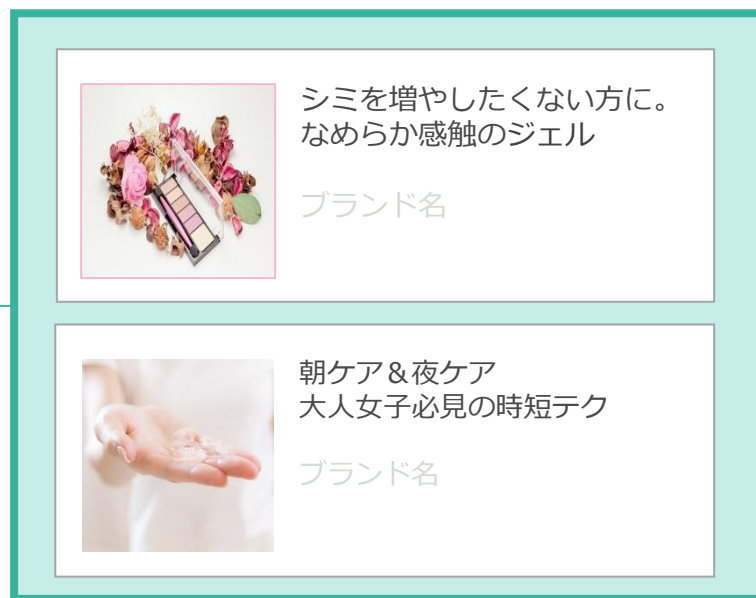 シミを増やしたくない方に。
なめらか感触のジェル
ブランド名
朝ケア＆夜ケア
大人女子必見の時短テク
ブランド名